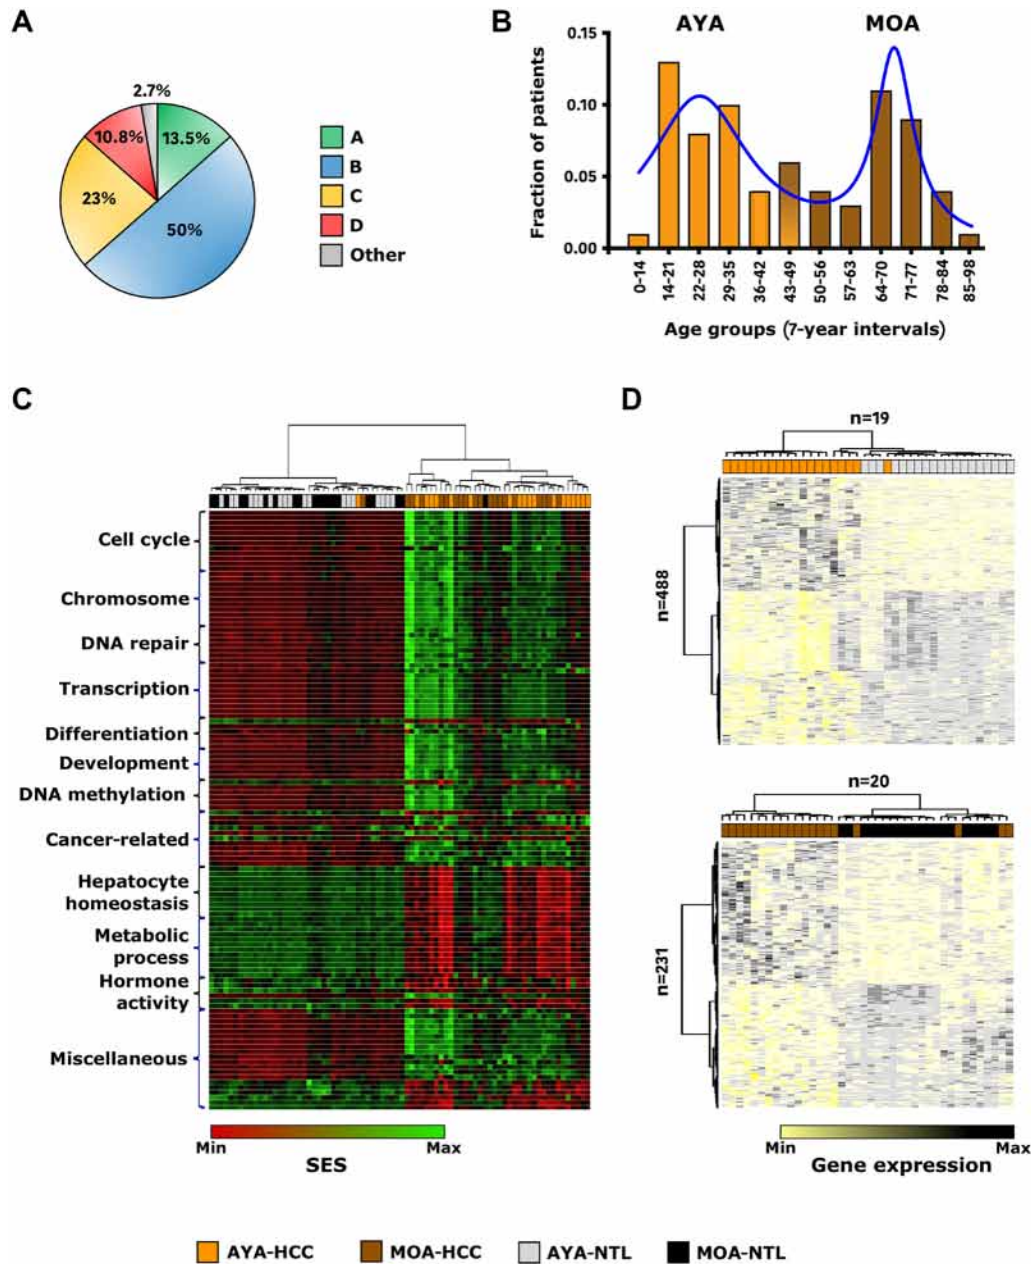 A
2.7%
10.8%
13.5%
23%
50%
A
B
C
D
Other
B
AYA
MOA
Fraction of patients
0.15
0.10
0.05
0.00
0-14
14-21
22-28
29-35
36-42
43-49
50-56
57-63
64-70
71-77
78-84
85-98
Age groups (7-year intervals)
C
Cell cycle
Chromosome
DNA repair
Transcription
Differentiation
Development
DNA methylation
Cancer-related
Hepatocyte
homeostasis
Metabolic
process
Hormone
activity
Miscellaneous
Min
Max
SES
D
n=19
n=488
n=20
n=231
Min
Max
Gene expression
AYA-HCC
MOA-HCC
AYA-NTL
MOA-NTL